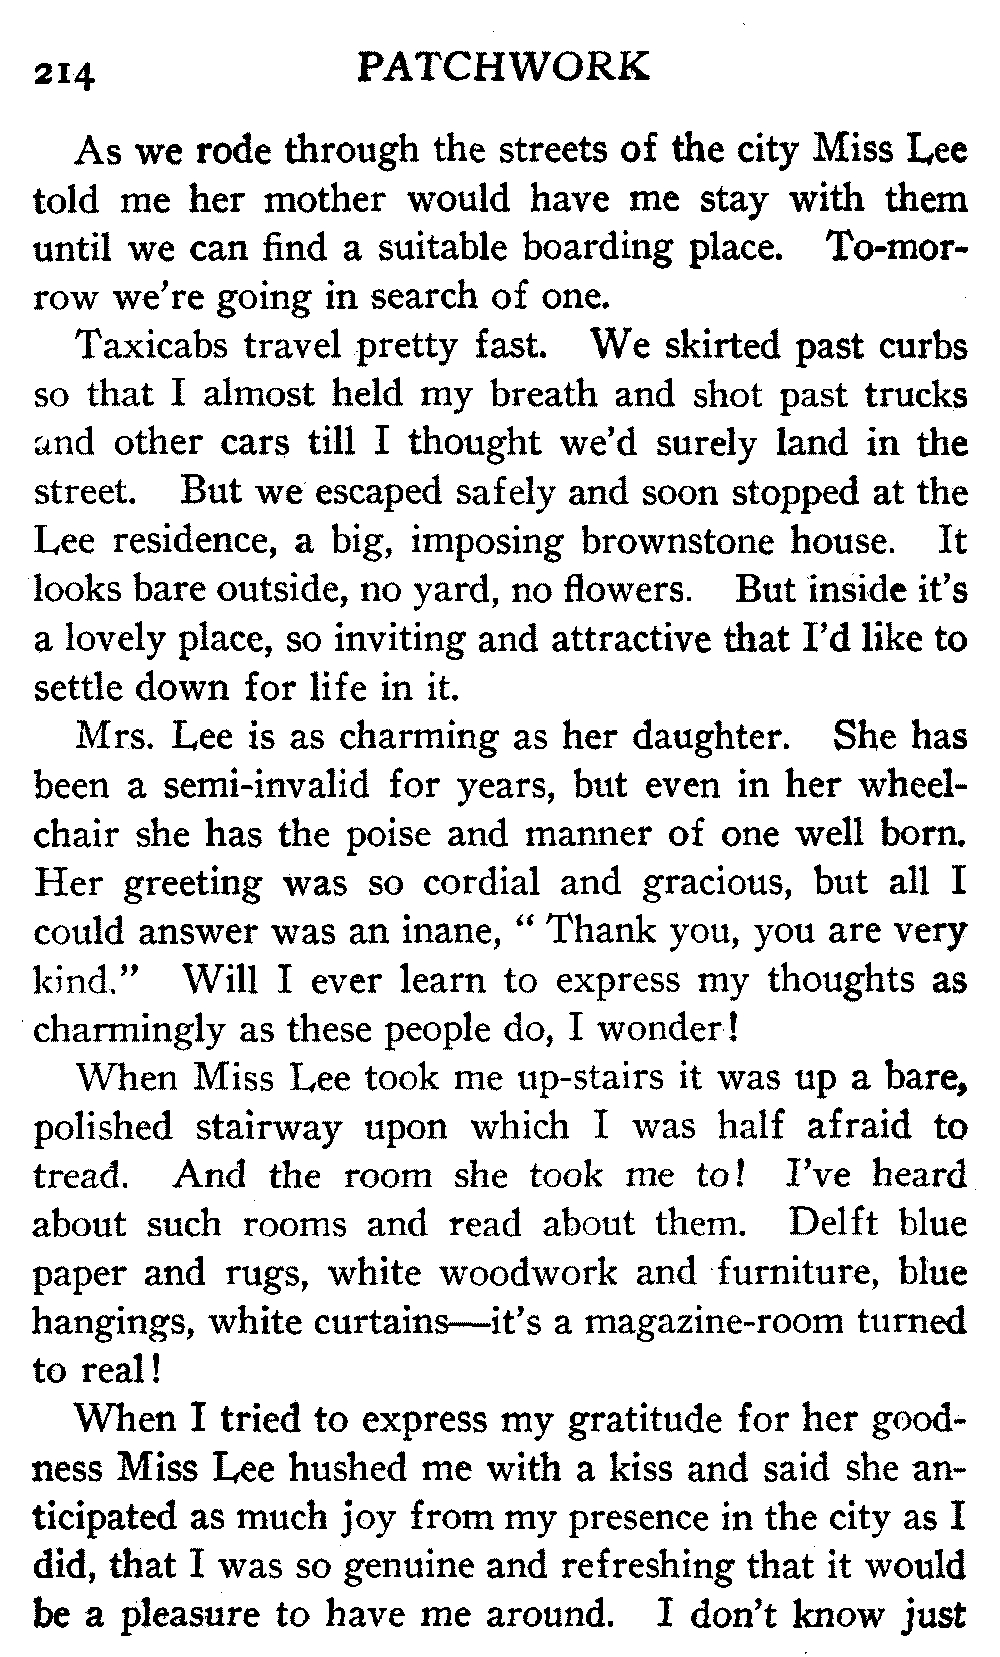 214 PATCHWORK
As we rode through the streets of the city Miss Lee
told me her mother would have me stay with them
until we can find a suitable boarding place. To-mor-
row we're going in search of one.
Taxicabs travel pretty fast. We skirted past curbs
so that I almost held my breath and shot past trucks
and other cars till I thought we'd surely land in the
street. But we escaped safely and soon stopped at the
Lee residence, a big, imposing brownstone house. It
looks bare outside, no yard, no flowers. But inside it's
a lovely place, so inviting and attractive that I'd like to
settle down for life in it.
Mrs. Lee is as charming as her daughter. She has
been a semi-invalid for years, but even in her wheel-
chair she has the poise and manner of one well born.
Her greeting was so cordial and gracious, but all I
could answer was an inane, “ Thank you, you are very
kind.” Will I ever learn to express my thoughts as
charmingly as these people do, I wonder!
When Miss Lee took me up-stairs it was up a bare,
polished stairway upon which I was half afraid to
tread. And the room she took me to! I've heard
about such rooms and read about them. Delft blue
paper and rugs, white woodwork and furniture, blue
hangings, white curtains—it's a magazine-room turned
to real!
When I tried to express my gratitude for her good-
ness Miss Lee hushed me with a kiss and said she an-
ticipated as much joy from my presence in the city as I
did, that I was so genuine and refreshing that it would
be a pleasure to have me around. I don't know just